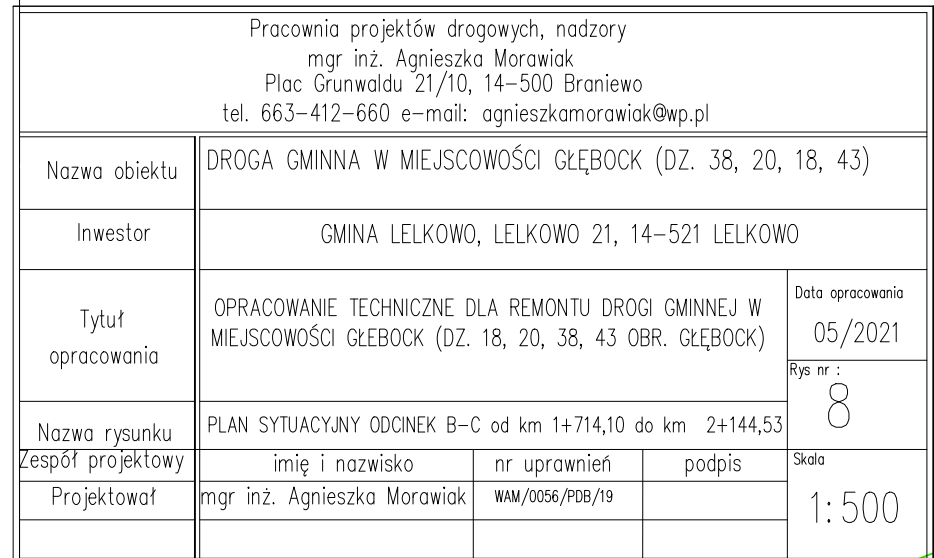 Pracownia projektów drogowych, nadzory
mgr inż. Agnieszka Morawiak
Plac Grunwaldu 21/10, 14-500 Braniewo
tel. 663-412-660 e-mail: agnieszkamorawiak@wp.pl
Nazwa obiektu
DROGA GMINNA W MIEJSCOWOŚCI GŁĘBOCK (DZ. 38, 20, 18, 43)
Inwestor
GMINA LELKOWO, LELKOWO 21, 14-521 LELKOWO
Tytuł
opracowania
OPRACOWANIE TECHNICZNE DLA REMONTU DROGI GMINNEJ W
MIEJSCOWOŚCI GŁEBOCK (DZ. 18, 20, 38, 43 OBR. GŁĘBOCK)
Data opracowania
05/2021
Rys nr :
8
Nazwa rysunku
PLAN SYTUACYJNY ODCINEK B-C od km 1+714,10 do km 2+144,53
Zespół projektowy
imię i nazwisko
nr uprawnień
podpis
Skala
1:500
Projektował
mgr inż. Agnieszka Morawiak
WAM/0056/PDB/19